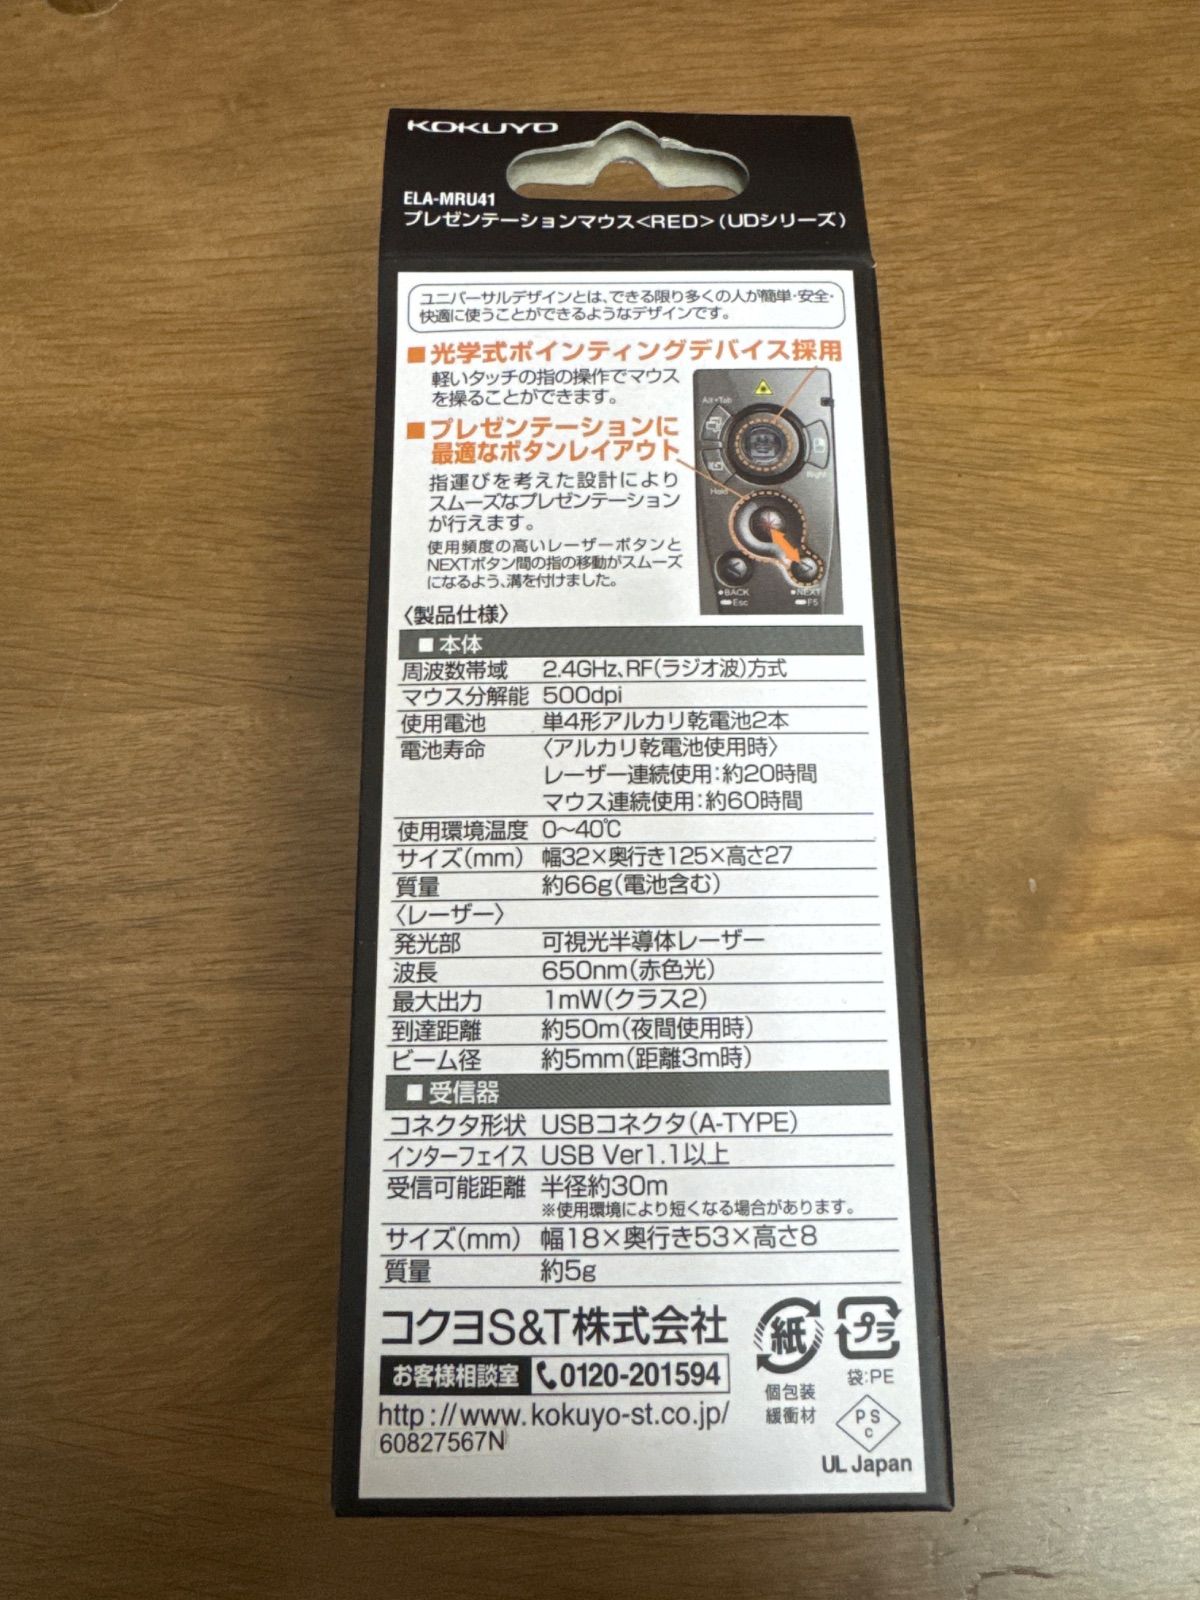 KOKUYO
ELA-MRU41
プレゼンテーションマウス<RED>(UDシリーズ)
ユニバーサルデザインとは、できる限り多くの人が簡単・安全・
快適に使うことができるようなデザインです。
■光学式ポインティングデバイス採用
軽いタッチの指の操作でマウス
を操ることができます。
■プレゼンテーションに
最適なボタンレイアウト
指運びを考えた設計により
スムーズなプレゼンテーション
が行えます。
使用頻度の高いレーザーボタンと
NEXTボタン間の指の移動がスムーズ
になるよう、溝を付けました。
Alt+Tab
Right
Hold
●BACK
Esc
●NEXT
F5
〈製品仕様〉
■本体
周波数帯域 2.4GHz、RF(ラジオ波)方式
マウス分解能 500dpi
使用電池 単4形アルカリ乾電池2本
電池寿命 〈アルカリ乾電池使用時〉
レーザー連続使用:約20時間
マウス連続使用:約60時間
使用環境温度 0〜40℃
サイズ(mm) 幅32×奥行き125×高さ27
質量 約66g(電池含む)
〈レーザー〉
発光部 可視光半導体レーザー
波長 650nm(赤色光)
最大出力 1mW(クラス2)
到達距離 約50m(夜間使用時)
ビーム径 約5mm(距離3m時)
■受信器
コネクタ形状 USBコネクタ(A-TYPE)
インターフェイス USB Ver1.1以上
受信可能距離 半径約30m
※使用環境により短くなる場合があります。
サイズ(mm) 幅18×奥行き53×高さ8
質量 約5g
コクヨS&T株式会社
お客様相談室 0120-201594
http://www.kokuyo-st.co.jp/
60827567N
紙
個包装
緩衝材
プラ
袋:PE
PS
C
UL Japan